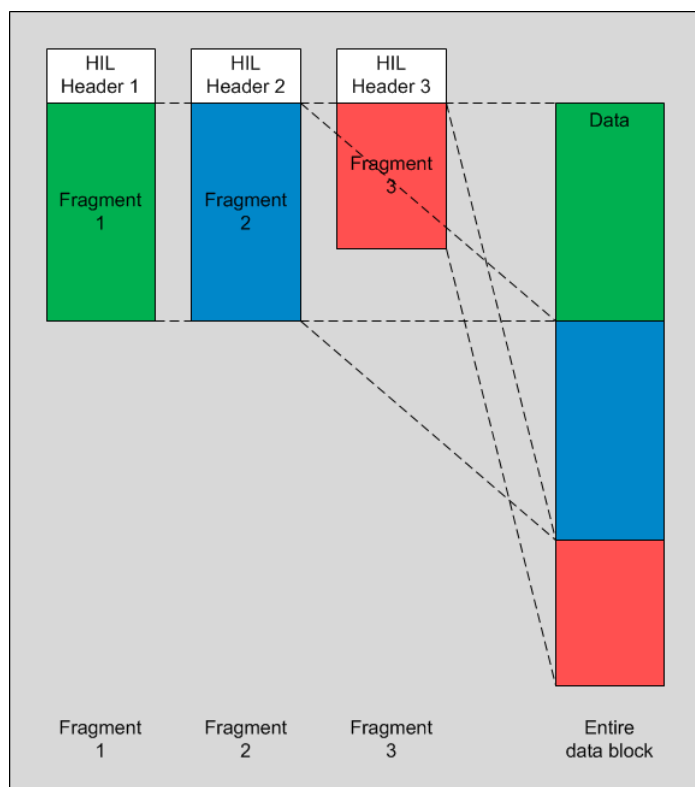 HIL
Header 1
HIL
Header 2
HIL
Header 3
Data
Fragment
1
Fragment
2
Fragment
3
Fragment
1
Fragment
2
Fragment
3
Entire
data block